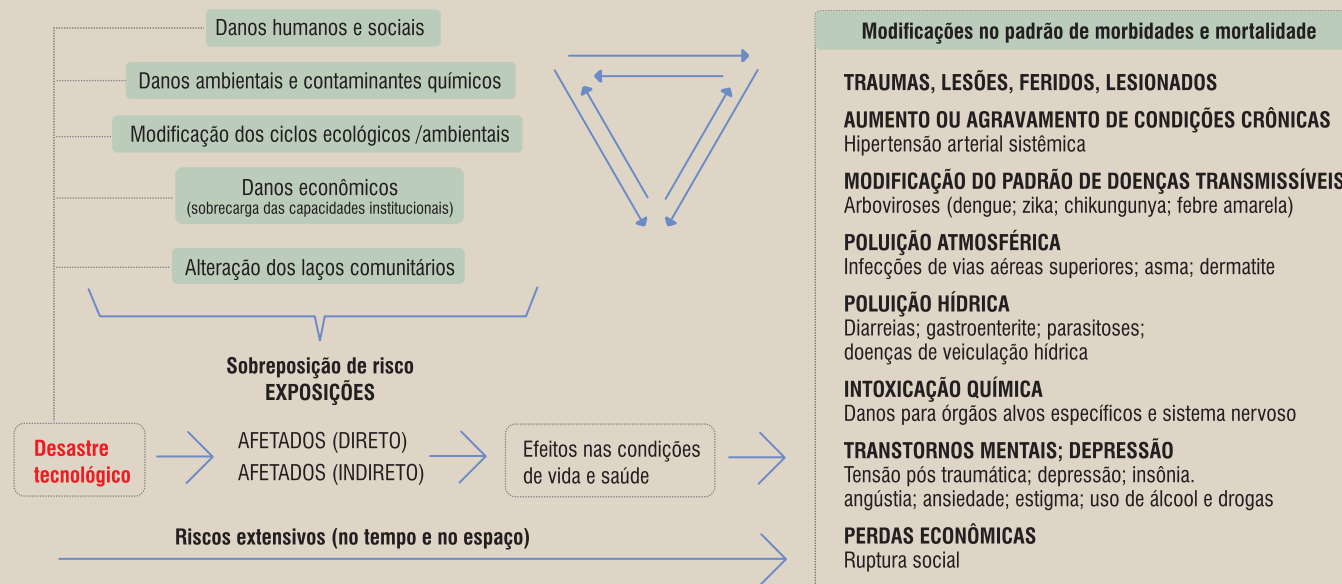 Danos humanos e sociais
Danos ambientais e contaminantes químicos
Modificação dos ciclos ecológicos /ambientais
Danos econômicos
(sobrecarga das capacidades institucionais)
Alteração dos laços comunitários
Sobreposição de risco
EXPOSIÇÕES
Desastre
tecnológico
AFETADOS (DIRETO)
AFETADOS (INDIRETO)
Efeitos nas condições
de vida e saúde
Riscos extensivos (no tempo e no espaço)
Modificações no padrão de morbidades e mortalidade
TRAUMAS, LESÕES, FERIDOS, LESIONADOS
AUMENTO OU AGRAVAMENTO DE CONDIÇÕES CRÔNICAS
Hipertensão arterial sistêmica
MODIFICAÇÃO DO PADRÃO DE DOENÇAS TRANSMISSÍVEIS
Arboviroses (dengue; zika; chikungunya; febre amarela)
POLUIÇÃO ATMOSFÉRICA
Infecções de vias aéreas superiores; asma; dermatite
POLUIÇÃO HÍDRICA
Diarreias; gastroenterite; parasitoses;
doenças de veiculação hídrica
INTOXICAÇÃO QUÍMICA
Danos para órgãos alvos específicos e sistema nervoso
TRANSTORNOS MENTAIS; DEPRESSÃO
Tensão pós traumática; depressão; insônia.
angústia; ansiedade; estigma; uso de álcool e drogas
PERDAS ECONÔMICAS
Ruptura social